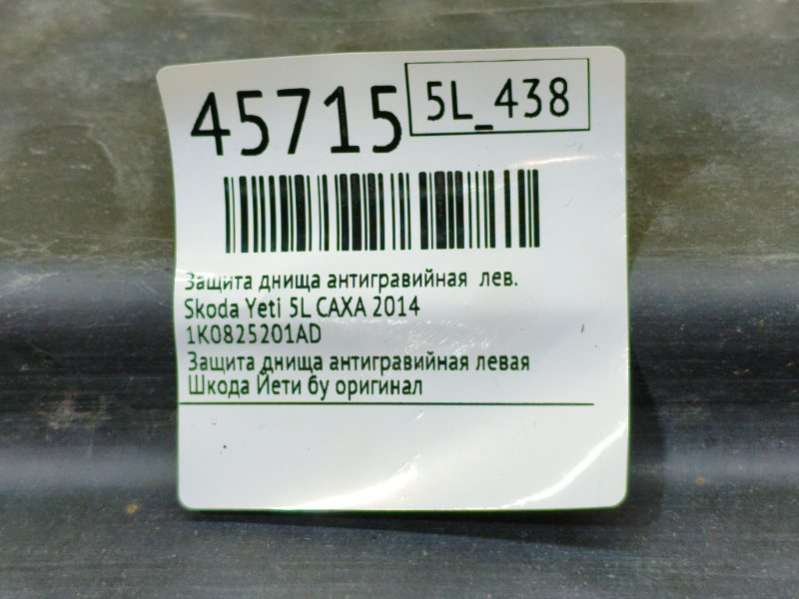 45715 5L_438
Защита днища антигравийная лев.
Skoda Yeti 5L CAXA 2014
1K0825201AD
Защита днища антигравийная левая
Шкода Йети бу оригинал